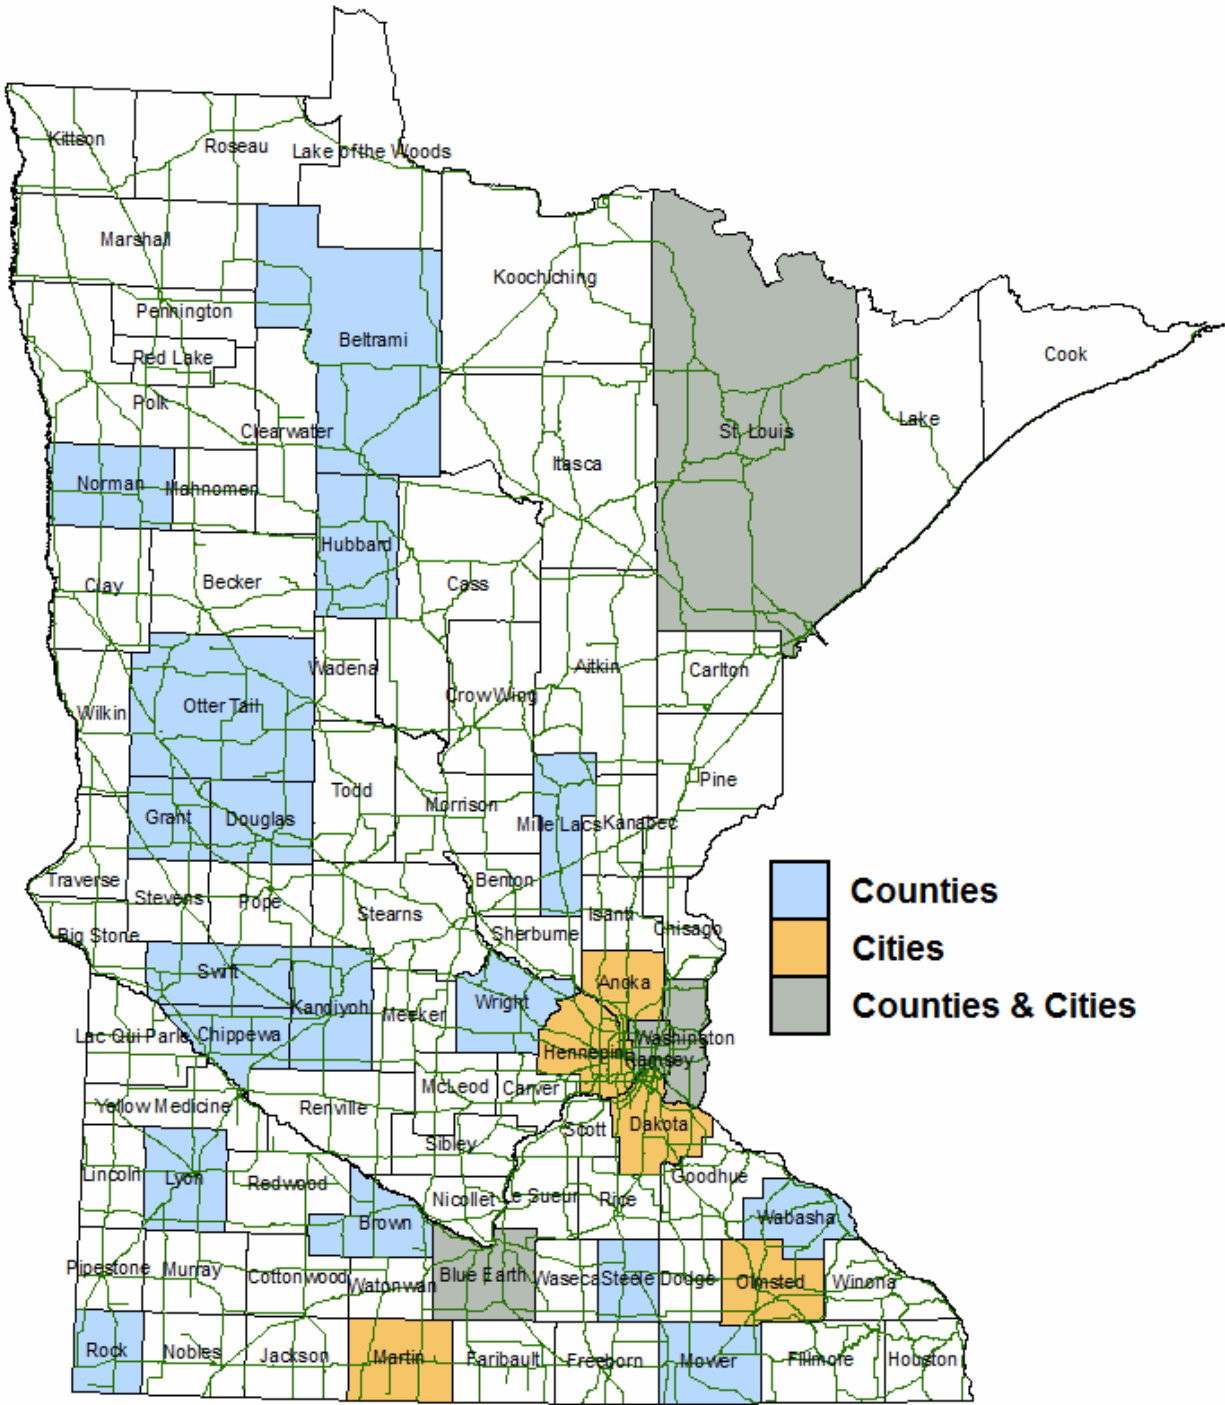 Kittson
Roseau
Lake of the Woods
Marshall
Koochiching
Pennington
Beltrami
Red Lake
Cook
Polk
Clearwater
St. Louis
Lake
Itasca
Norman
Mahnomen
Hubbard
Clay
Becker
Cass
Wadena
Aitkin
Carlton
Crow Wing
Otter Tail
Wilkin
Pine
Todd
Morrison
Grant
Douglas
Mille Lacs
Kanabec
Traverse
Stevens
Pope
Benton
Stearns
Isanti
Chisago
Big Stone
Sherburne
Swift
Anoka
Kandiyohi
Wright
Meeker
Lac Qui Parle
Chippewa
Washington
Hennepin
Ramsey
McLeod
Carver
Yellow Medicine
Renville
Scott
Dakota
Sibley
Lincoln
Lyon
Redwood
Goodhue
Nicollet
Le Sueur
Rice
Brown
Wabasha
Pipestone
Murray
Cottonwood
Watonwan
Blue Earth
Waseca
Steele
Dodge
Olmsted
Winona
Rock
Nobles
Jackson
Martin
Faribault
Freeborn
Mower
Fillmore
Houston
Counties
Cities
Counties & Cities